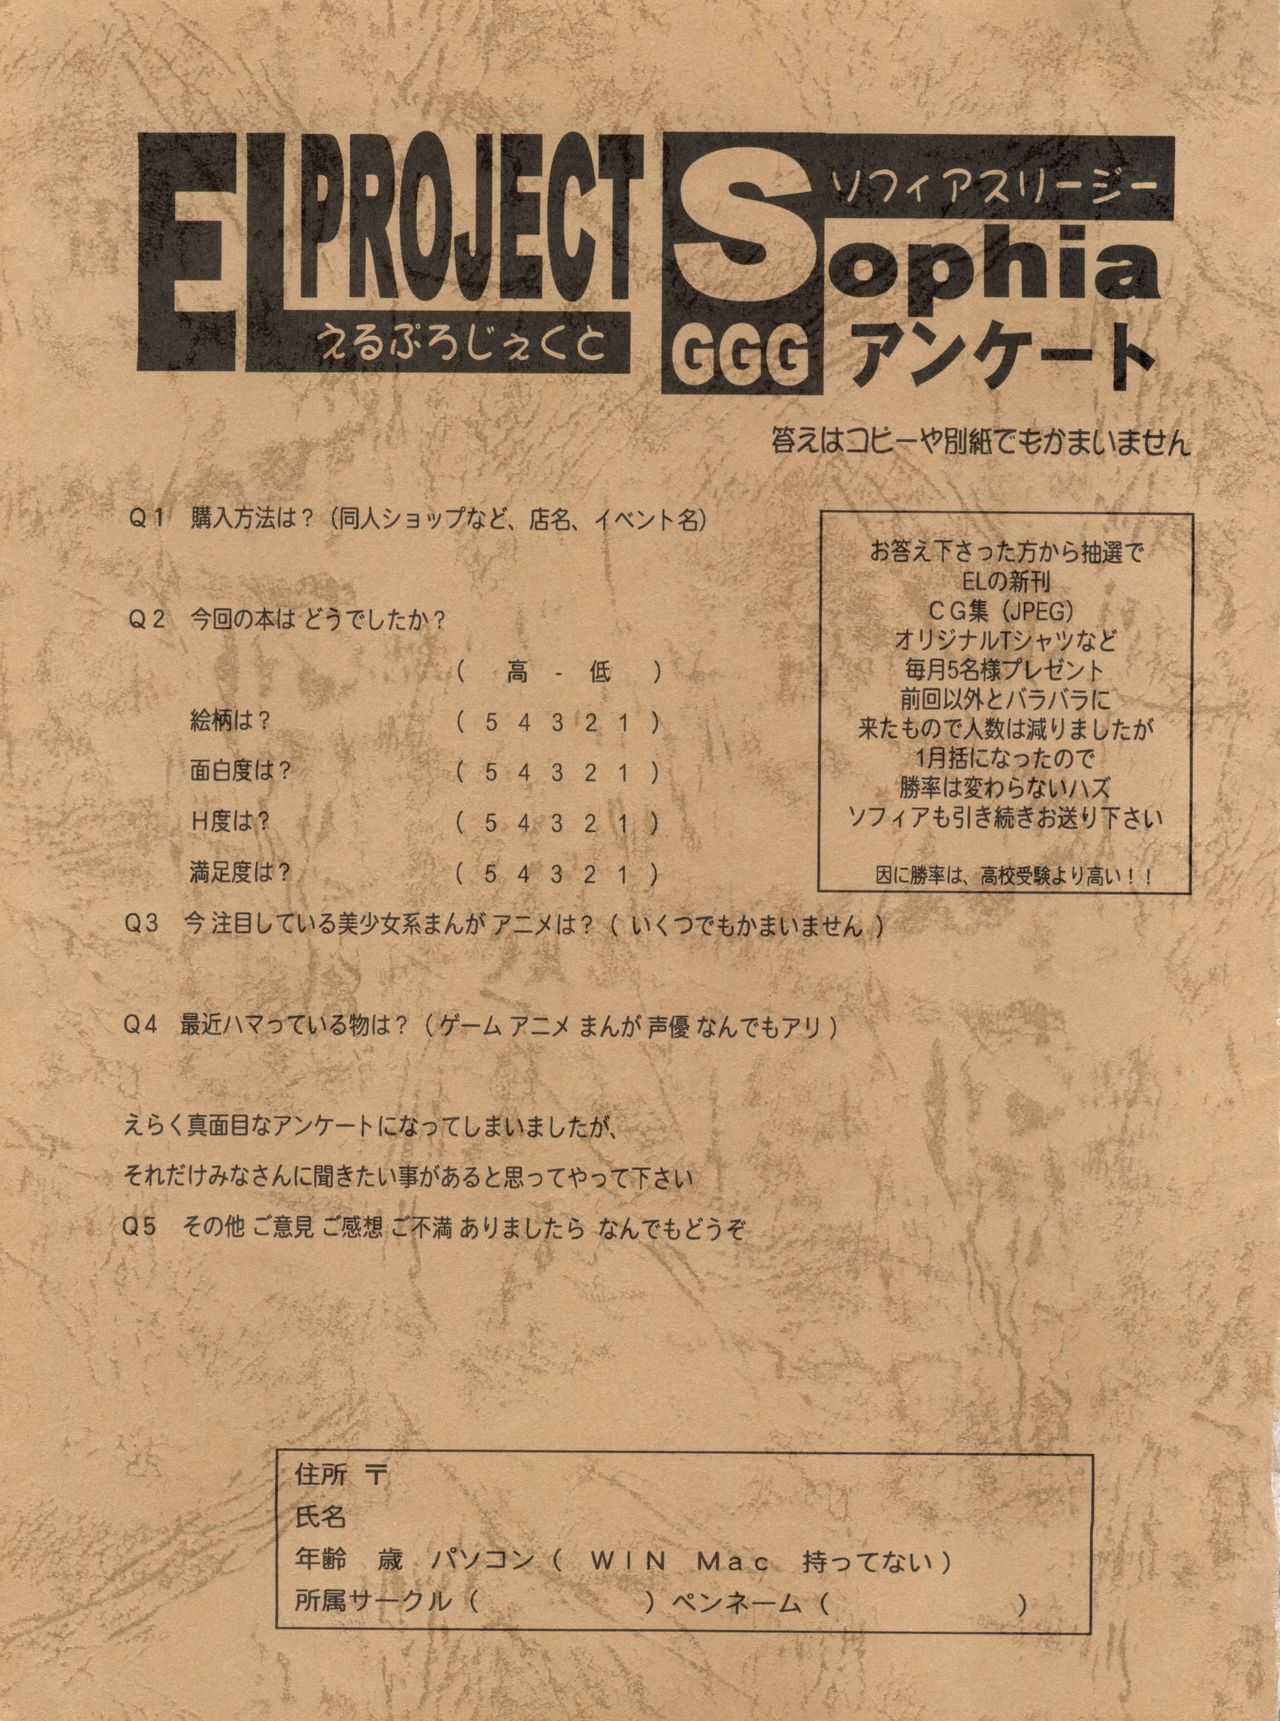 EL PROJECT
えるぷろじぇくと
Sophia
ソフィアスリージー
GGG アンケート
答えはコピーや別紙でもかまいません
Q1 購入方法は?(同人ショップなど、店名、イベント名)
Q2 今回の本は どうでしたか?
( 高 - 低 )
絵柄は? ( 5 4 3 2 1 )
面白度は? ( 5 4 3 2 1 )
H度は? ( 5 4 3 2 1 )
満足度は? ( 5 4 3 2 1 )
お答え下さった方から抽選で
ELの新刊
CG集(JPEG)
オリジナルTシャツなど
毎月5名様プレゼント
前回以外とバラバラに
来たもので人数は減りましたが
1月括になったので
勝率は変わらないハズ
ソフィアも引き続きお送り下さい
因に勝率は、高校受験より高い!!
Q3 今 注目している美少女系まんが アニメは?( いくつでもかまいません )
Q4 最近ハマっている物は?( ゲーム アニメ まんが 声優 なんでもアリ )
えらく真面目なアンケートになってしまいましたが、
それだけみなさんに聞きたい事があると思ってやって下さい
Q5 その他 ご意見 ご感想 ご不満 ありましたら なんでもどうぞ
住所 〒
氏名
年齢 歳 パソコン( WIN Mac 持ってない )
所属サークル( )ペンネーム( )